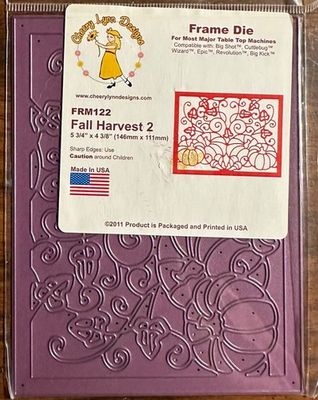 Cheery Lynn Designs
www.cheerylynndesigns.com
Frame Die
For Most Major Table Top Machines
Compatible with: Big Shot™, Cuttlebug™
Wizard™, Epic™, Revolution™, Big Kick™
FRM122
Fall Harvest 2
5 3/4" x 4 3/8" (146mm x 111mm)
Sharp Edges: Use
Caution around Children
Made In USA
©2011 Product is Packaged and Printed in USA